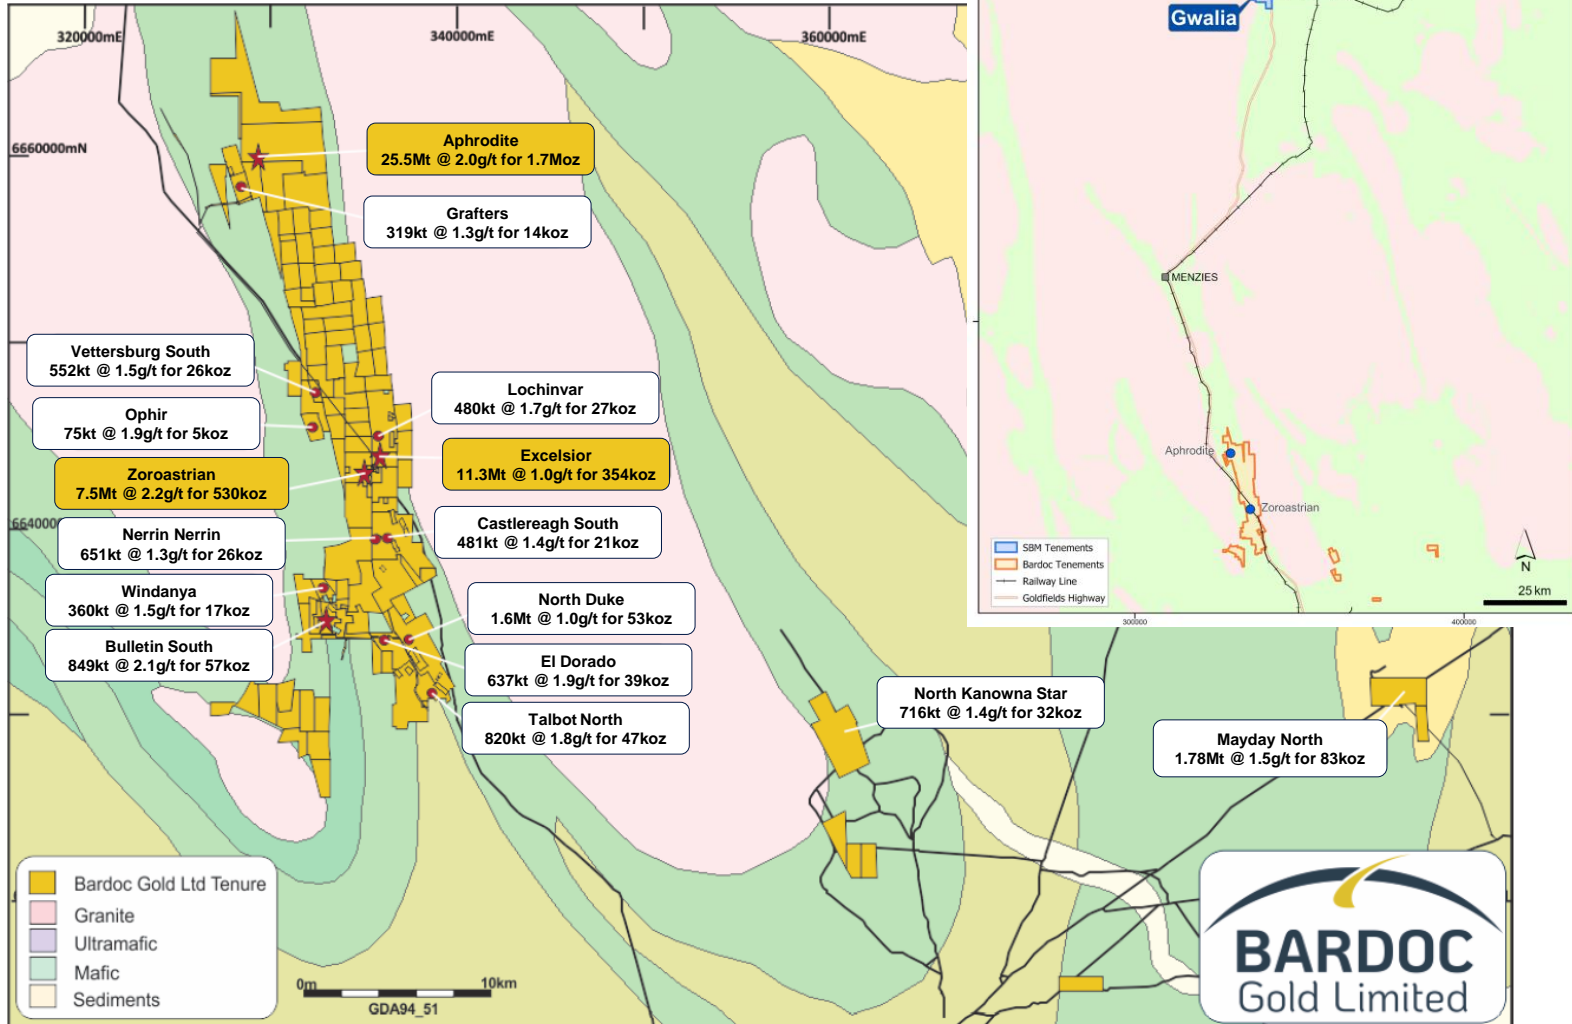 320000mE
340000mE
360000mE
6660000mN
Aphrodite
25.5Mt @ 2.0g/t for 1.7Moz
Grafters
319kt @ 1.3g/t for 14koz
Vettersburg South
552kt @ 1.5g/t for 26koz
Ophir
75kt @ 1.9g/t for 5koz
Lochinvar
480kt @ 1.7g/t for 27koz
Excelsior
11.3Mt @ 1.0g/t for 354koz
Zoroastrian
7.5Mt @ 2.2g/t for 530koz
6640000
Nerrin Nerrin
651kt @ 1.3g/t for 26koz
Castlereagh South
481kt @ 1.4g/t for 21koz
Windanya
360kt @ 1.5g/t for 17koz
North Duke
1.6Mt @ 1.0g/t for 53koz
Bulletin South
849kt @ 2.1g/t for 57koz
El Dorado
637kt @ 1.9g/t for 39koz
Talbot North
820kt @ 1.8g/t for 47koz
North Kanowna Star
716kt @ 1.4g/t for 32koz
Mayday North
1.78Mt @ 1.5g/t for 83koz
Bardoc Gold Ltd Tenure
Granite
Ultramafic
Mafic
Sediments
0m
10km
GDA94_51
BARDOC
Gold Limited
Gwalia
MENZIES
Aphrodite
Zoroastrian
SBM Tenements
Bardoc Tenements
Railway Line
Goldfields Highway
N
25 km
300000
400000